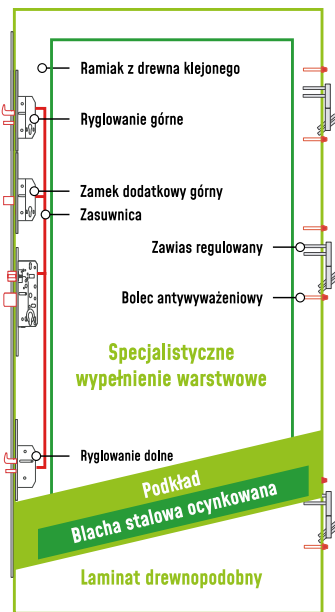 Ramiak z drewna klejonego
Ryglowanie górne
Zamek dodatkowy górny
Zasuwnica
Zawias regulowany
Bolec antywyważeniowy
Specjalistyczne
wypełnienie warstwowe
Ryglowanie dolne
Podkład
Blacha stalowa ocynkowana
Laminat drewnopodobny